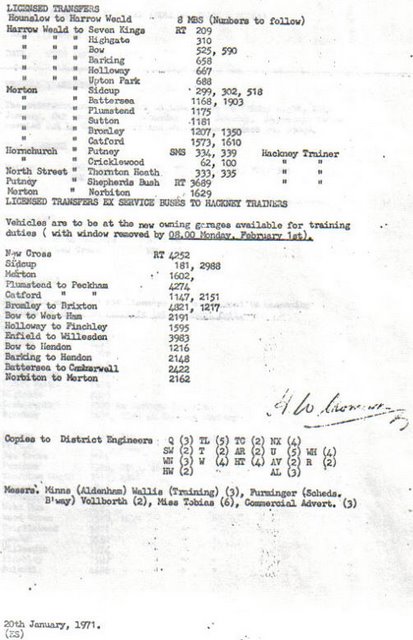 LICENSED TRANSFERS
Hounslow to Harrow Weald 8 MBS (Numbers to follow)
Harrow Weald to Seven Kings RT 209
" " " Highgate 310
" " " Bow 525, 590
" " " Barking 658
" " " Holloway 667
" " " Upton Park 688
Merton " Sidcup 299, 302, 518
" " Battersea 1168, 1903
" " Plumstead 1175
" " Sutton 1181
" " Bromley 1207, 1350
" " Catford 1573, 1610
Hornchurch " Putney SMS 334, 339 Hackney Trainer
" " Cricklewood 62, 100 " "
North Street " Thornton Heath 333, 335 " "
Putney " Shepherds Bush RT 3689
Merton " Norbiton 1629
LICENSED TRANSFERS EX SERVICE BUSES TO HACKNEY TRAINERS
Vehicles are to be at the new owning garages available for training
duties ( with window removed by 08.00 Monday, February 1st).
New Cross RT 4252
Sidcup 181, 2988
Merton 1602,
Plumstead to Peckham 4274
Catford " " 1147, 2151
Bromley to Brixton 4821, 1217
Bow to West Ham 2191
Holloway to Finchley 1595
Enfield to Willesden 3983
Bow to Hendon 1216
Barking to Hendon 2148
Battersea to Camberwell 2422
Norbiton to Merton 2162
Copies to District Engineers Q (3) TL (5) TC (2) NX (4)
SW (2) T (2) AR (2) U (5) WH (4)
WN (3) W (4) HT (4) AV (2) R (2)
HW (2) AL (3)
Messrs. Minns (Aldenham) Wallis (Training) (3), Furminger (Scheds.
B'way) Vollborth (2), Miss Tobias (6), Commercial Advert. (3)
20th January, 1971.
(ES)